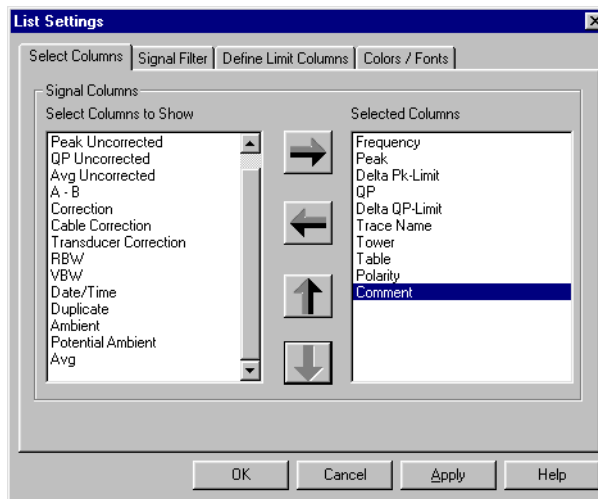 List Settings
Select Columns
Signal Filter
Define Limit Columns
Colors / Fonts
Signal Columns
Select Columns to Show
Peak Uncorrected
QP Uncorrected
Avg Uncorrected
A - B
Correction
Cable Correction
Transducer Correction
RBW
VBW
Date/Time
Duplicate
Ambient
Potential Ambient
Avg
Selected Columns
Frequency
Peak
Delta Pk-Limit
QP
Delta QP-Limit
Trace Name
Tower
Table
Polarity
Comment
OK
Cancel
Apply
Help